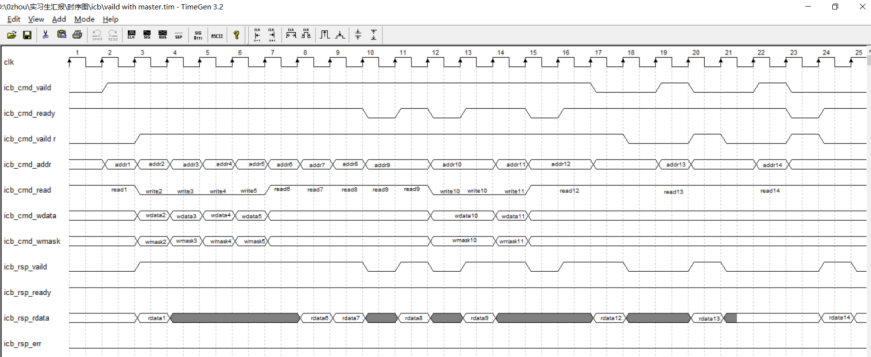 D:\0zhou\实习生汇报\时序图\icb\vaild with master.tim - TimeGen 3.2
Edit View Add Mode Help
1 2 3 4 5 6 7 8 9 10 11 12 13 14 15 16 17 18 19 20 21 22 23 24 25
clk
icb_cmd_vaild
icb_cmd_ready
icb_cmd_vaild r
icb_cmd_addr addr1 addr2 addr3 addr4 addr5 addr6 addr7 addr8 addr9 addr10 addr11 addr12 addr13 addr14
icb_cmd_read read1 write2 write3 write4 write5 read6 read7 read8 read9 read9 write10 write10 write11 read12 read13 read14
icb_cmd_wdata wdata2 wdata3 wdata4 wdata5 wdata10 wdata11
icb_cmd_wmask wmask2 wmask3 wmask4 wmask5 wmask10 wmask11
icb_rsp_vaild
icb_rsp_ready
icb_rsp_rdata rdata1 rdata6 rdata7 rdata8 rdata9 rdata12 rdata13 rdata14
icb_rsp_err